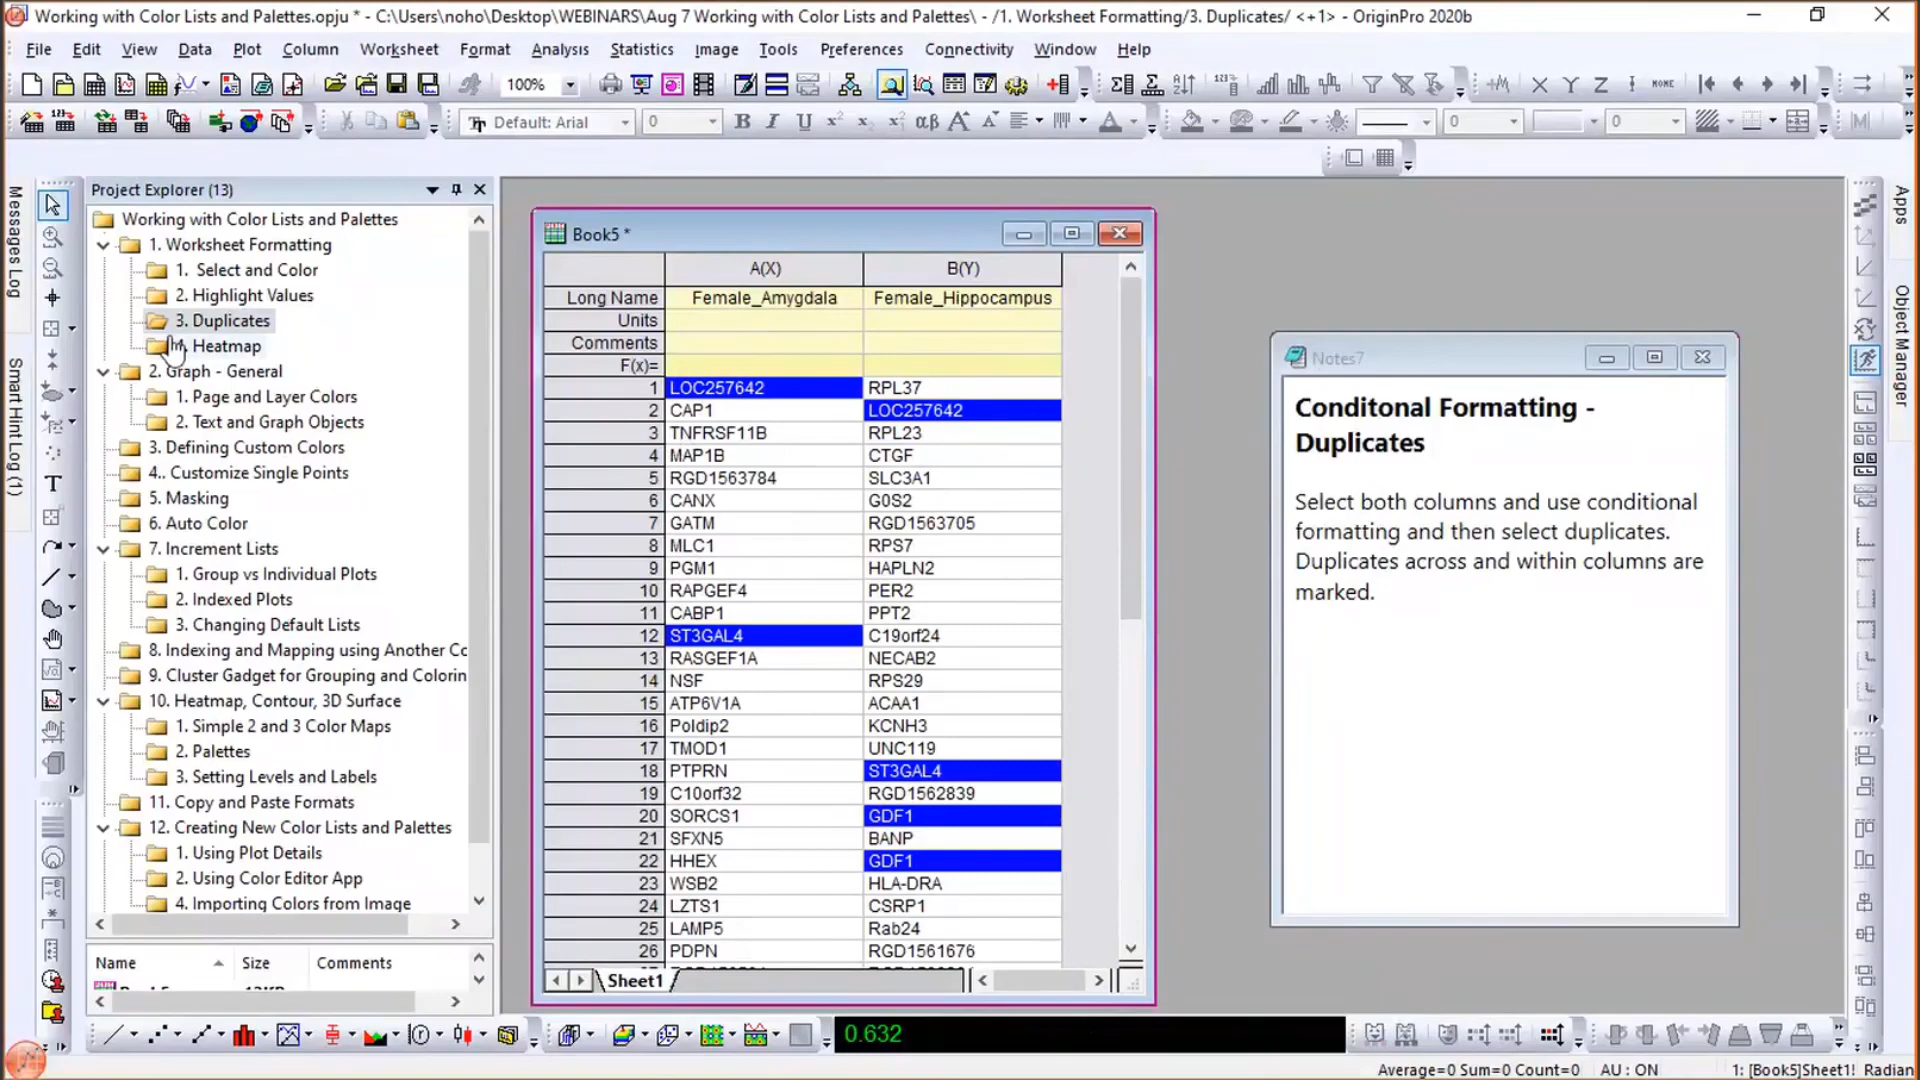 Working with Color Lists and Palettes.opju * - C:\Users\noho\Desktop\WEBINARS\Aug 7 Working with Color Lists and Palettes\ - /1. Worksheet Formatting/3. Duplicates/ <+1> - OriginPro 2020b
File Edit View Data Plot Column Worksheet Format Analysis Statistics Image Tools Preferences Connectivity Window Help
100%
Default: Arial 0 B I U 0 0
Messages Log
Smart Hint Log (1)
Apps
Object Manager
Project Explorer (13)
Working with Color Lists and Palettes
1. Worksheet Formatting
1. Select and Color
2. Highlight Values
3. Duplicates
Heatmap
2. Graph - General
1. Page and Layer Colors
2. Text and Graph Objects
3. Defining Custom Colors
4.. Customize Single Points
5. Masking
6. Auto Color
7. Increment Lists
1. Group vs Individual Plots
2. Indexed Plots
3. Changing Default Lists
8. Indexing and Mapping using Another Cc
9. Cluster Gadget for Grouping and Colorin
10. Heatmap, Contour, 3D Surface
1. Simple 2 and 3 Color Maps
2. Palettes
3. Setting Levels and Labels
11. Copy and Paste Formats
12. Creating New Color Lists and Palettes
1. Using Plot Details
2. Using Color Editor App
4. Importing Colors from Image
Name Size Comments
Book5 *
A(X) B(Y)
Long Name Female_Amygdala Female_Hippocampus
Units
Comments
F(x)=
1 LOC257642 RPL37
2 CAP1 LOC257642
3 TNFRSF11B RPL23
4 MAP1B CTGF
5 RGD1563784 SLC3A1
6 CANX G0S2
7 GATM RGD1563705
8 MLC1 RPS7
9 PGM1 HAPLN2
10 RAPGEF4 PER2
11 CABP1 PPT2
12 ST3GAL4 C19orf24
13 RASGEF1A NECAB2
14 NSF RPS29
15 ATP6V1A ACAA1
16 Poldip2 KCNH3
17 TMOD1 UNC119
18 PTPRN ST3GAL4
19 C10orf32 RGD1562839
20 SORCS1 GDF1
21 SFXN5 BANP
22 HHEX GDF1
23 WSB2 HLA-DRA
24 LZTS1 CSRP1
25 LAMP5 Rab24
26 PDPN RGD1561676
Sheet1
Notes7
Conditonal Formatting -
Duplicates
Select both columns and use conditional
formatting and then select duplicates.
Duplicates across and within columns are
marked.
0.632
Average=0 Sum=0 Count=0 AU : ON 1: [Book5]Sheet1! Radian